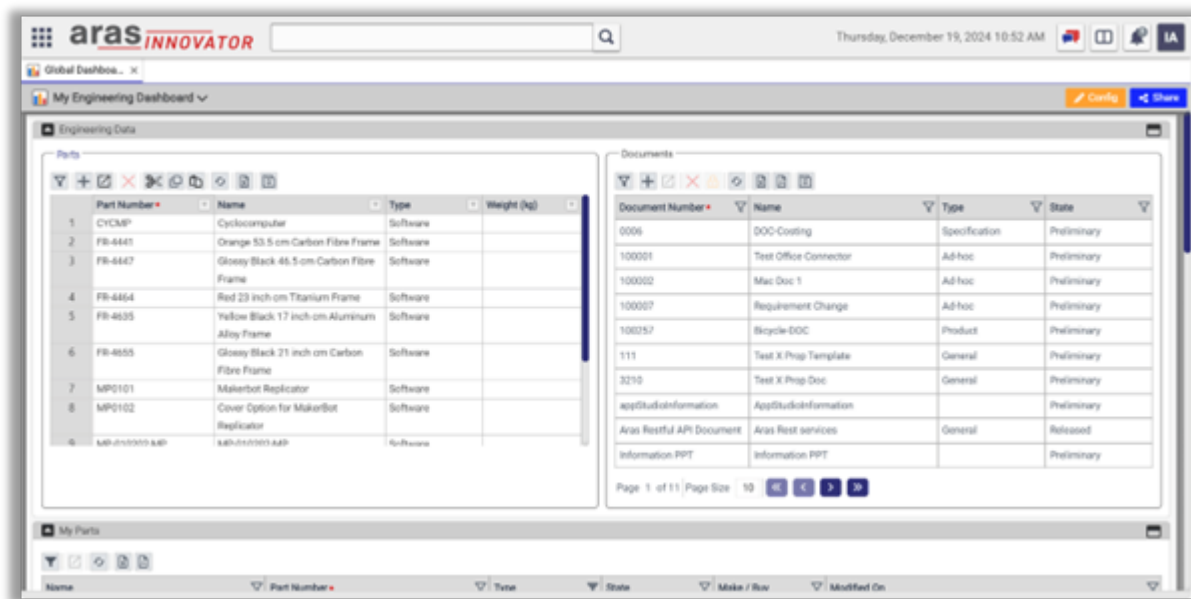 aras INNOVATOR
Thursday, December 19, 2024 10:52 AM
IA
Global Dashboa...
My Engineering Dashboard
Config
Share
Engineering Data
Parts
Part Number Name Type Weight (kg)
1 CYCMP Cyclocomputer Software
2 FR-4441 Orange 53.5 cm Carbon Fibre Frame Software
3 FR-4447 Glossy Black 46.5 cm Carbon Fibre Software
Frame
4 FR-4464 Red 23 inch cm Titanium Frame Software
5 FR-4635 Yellow Black 17 inch cm Aluminum Software
Alloy Frame
6 FR-4655 Glossy Black 21 inch cm Carbon Software
Fibre Frame
7 MP0101 Makerbot Replicator Software
8 MP0102 Cover Option for MakerBot Software
Replicator
9 MP-010202-MP MP-010202-MP Software
Documents
Document Number Name Type State
0006 DOC-Costing Specification Preliminary
100001 Test Office Connector Ad-hoc Preliminary
100002 Mac Doc 1 Ad-hoc Preliminary
100007 Requirement Change Ad-hoc Preliminary
100257 Bicycle-DOC Product Preliminary
111 Test X Prop Template General Preliminary
3210 Test X Prop Doc General Preliminary
appStudioInformation AppStudioInformation Preliminary
Aras Restful API Document Aras Rest services General Released
Information PPT Information PPT Preliminary
Page 1 of 11 Page Size 10
My Parts
Name Part Number Type State Make / Buy Modified On